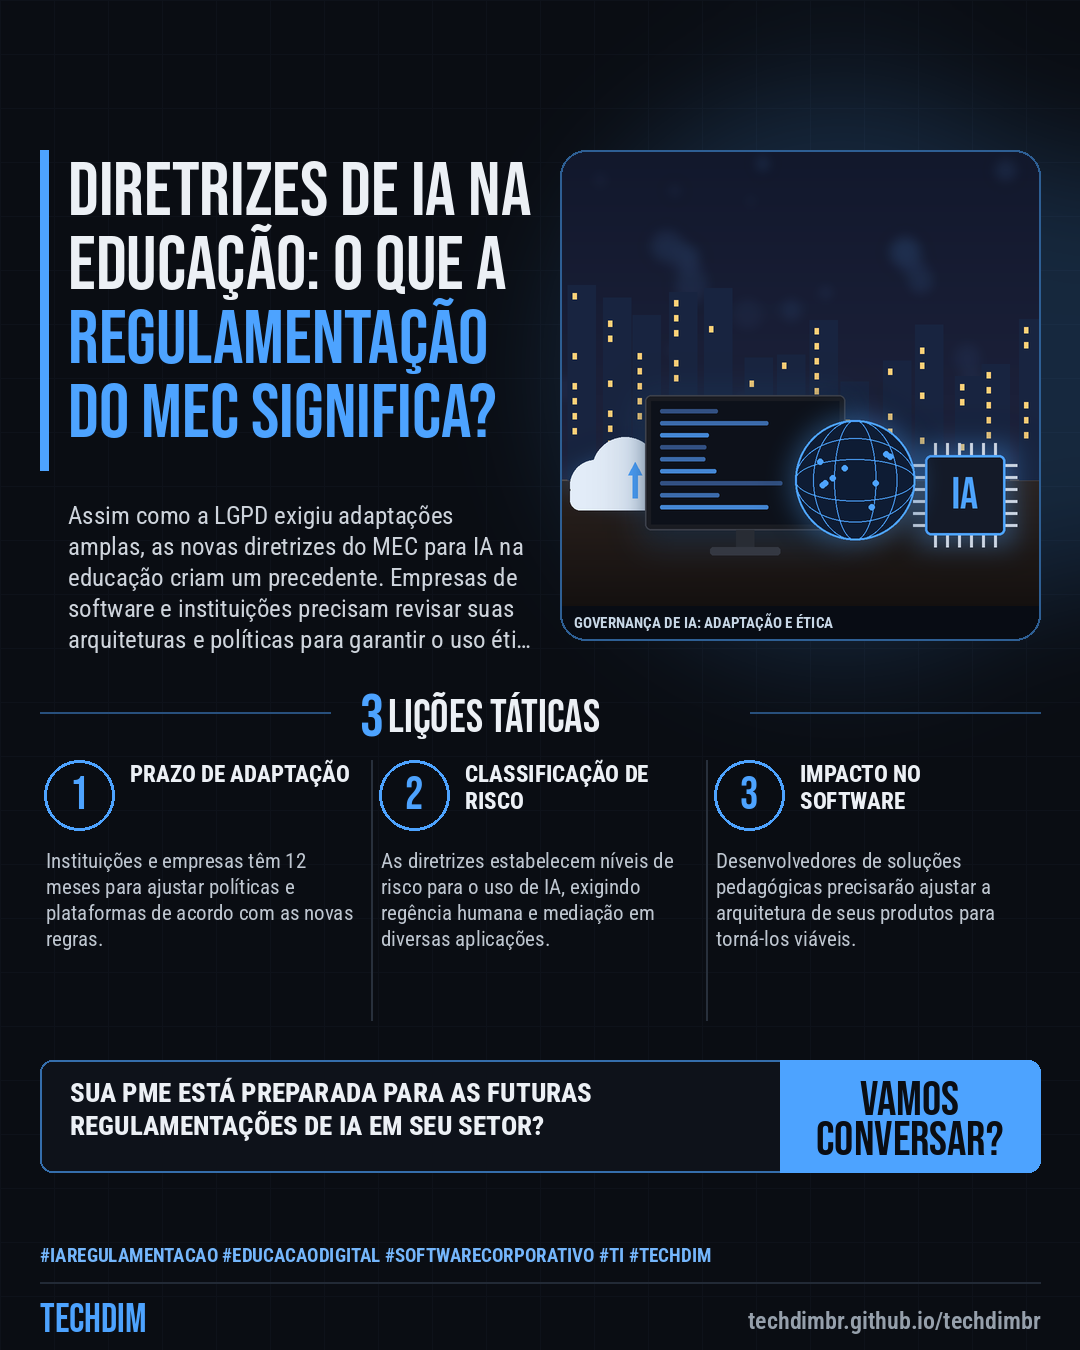 DIRETRIZES DE IA NA
EDUCAÇÃO: O QUE A
REGULAMENTAÇÃO
DO MEC SIGNIFICA?
Assim como a LGPD exigiu adaptações
amplas, as novas diretrizes do MEC para IA na
educação criam um precedente. Empresas de
software e instituições precisam revisar suas
arquiteturas e políticas para garantir o uso éti...
IA
GOVERNANÇA DE IA: ADAPTAÇÃO E ÉTICA
3 LIÇÕES TÁTICAS
1
PRAZO DE ADAPTAÇÃO
Instituições e empresas têm 12
meses para ajustar políticas e
plataformas de acordo com as novas
regras.
2
CLASSIFICAÇÃO DE
RISCO
As diretrizes estabelecem níveis de
risco para o uso de IA, exigindo
regência humana e mediação em
diversas aplicações.
3
IMPACTO NO
SOFTWARE
Desenvolvedores de soluções
pedagógicas precisarão ajustar a
arquitetura de seus produtos para
torná-los viáveis.
SUA PME ESTÁ PREPARADA PARA AS FUTURAS
REGULAMENTAÇÕES DE IA EM SEU SETOR?
VAMOS
CONVERSAR?
#IAREGULAMENTACAO #EDUCACAODIGITAL #SOFTWARECORPORATIVO #TI #TECHDIM
TECHDIM
techdimbr.github.io/techdimbr